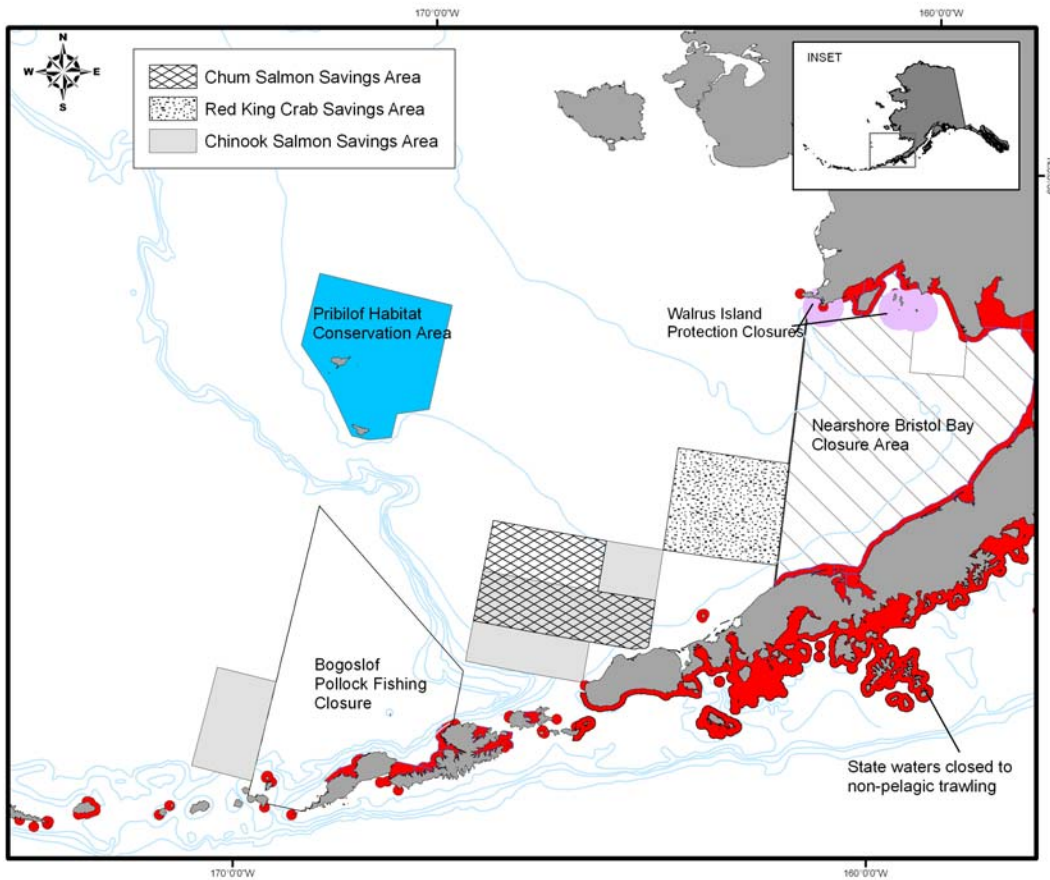 170°0'0"W
160°0'0"W
N
W
E
S
Chum Salmon Savings Area
Red King Crab Savings Area
Chinook Salmon Savings Area
INSET
Pribilof Habitat
Conservation Area
Walrus Island
Protection Closures
Nearshore Bristol Bay
Closure Area
Bogoslof
Pollock Fishing
Closure
State waters closed to
non-pelagic trawling
170°0'0"W
160°0'0"W